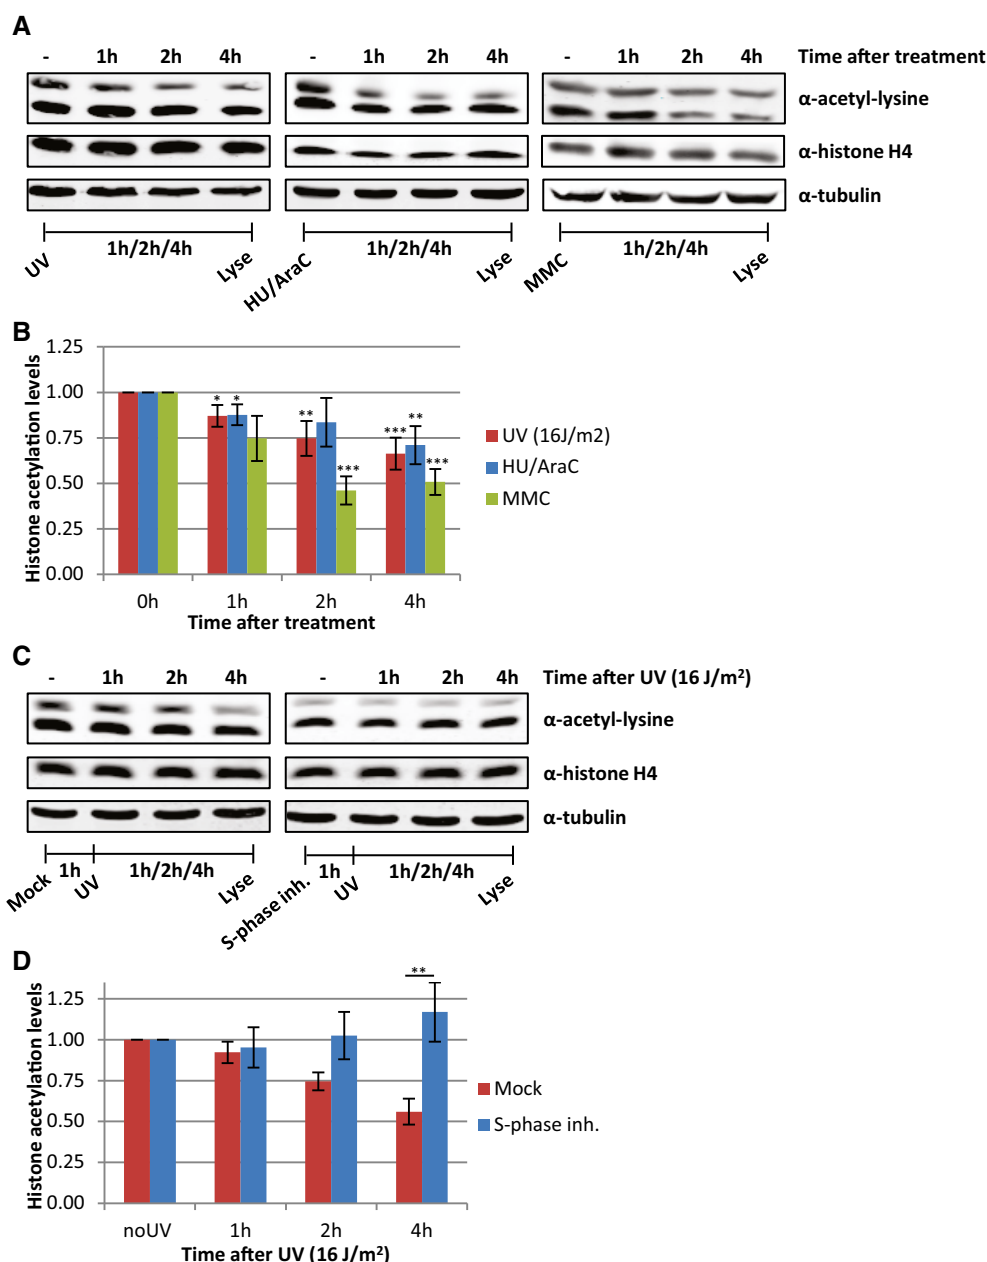 A
- 1h 2h 4h - 1h 2h 4h - 1h 2h 4h Time after treatment
α-acetyl-lysine
α-histone H4
α-tubulin
1h/2h/4h 1h/2h/4h 1h/2h/4h
UV Lyse HU/AraC Lyse MMC Lyse
B
Histone acetylation levels
1.25
1.00
0.75
0.50
0.25
0.00
* * ** *** *** ** ***
0h 1h 2h 4h
Time after treatment
UV (16J/m2)
HU/AraC
MMC
C
- 1h 2h 4h - 1h 2h 4h Time after UV (16 J/m²)
α-acetyl-lysine
α-histone H4
α-tubulin
1h 1h/2h/4h 1h 1h/2h/4h
Mock UV Lyse S-phase inh. UV Lyse
D
Histone acetylation levels
1.25
1.00
0.75
0.50
0.25
0.00
**
noUV 1h 2h 4h
Time after UV (16 J/m²)
Mock
S-phase inh.